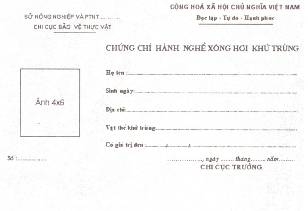 CỘNG HOÀ XÃ HỘI CHỦ NGHĨA VIỆT NAM
Độc lập - Tự do - Hạnh phúc
SỞ NÔNG NGHIỆP VÀ PTNT...........
CHI CỤC BẢO VỆ THỰC VẬT
CHỨNG CHỈ HÀNH NGHỀ XÔNG HƠI KHỬ TRÙNG
Họ tên:
Sinh ngày:
Địa chỉ:
Vật thể khử trùng:
Có giá trị đến: / /
Ảnh 4x6
Số:
, ngày ...... tháng ...... năm......
CHI CỤC TRƯỞNG